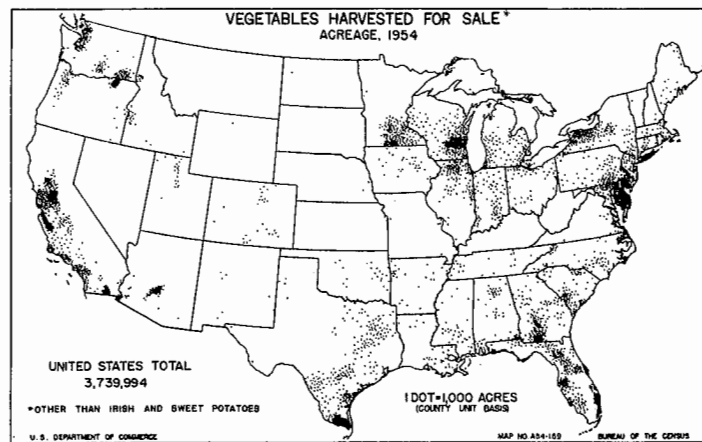 VEGETABLES HARVESTED FOR SALE*
ACREAGE, 1954
UNITED STATES TOTAL
3,739,994
*OTHER THAN IRISH AND SWEET POTATOES
1 DOT=1,000 ACRES
(COUNTY UNIT BASIS)
U. S. DEPARTMENT OF COMMERCE
MAP NO. A54-169
BUREAU OF THE CENSUS